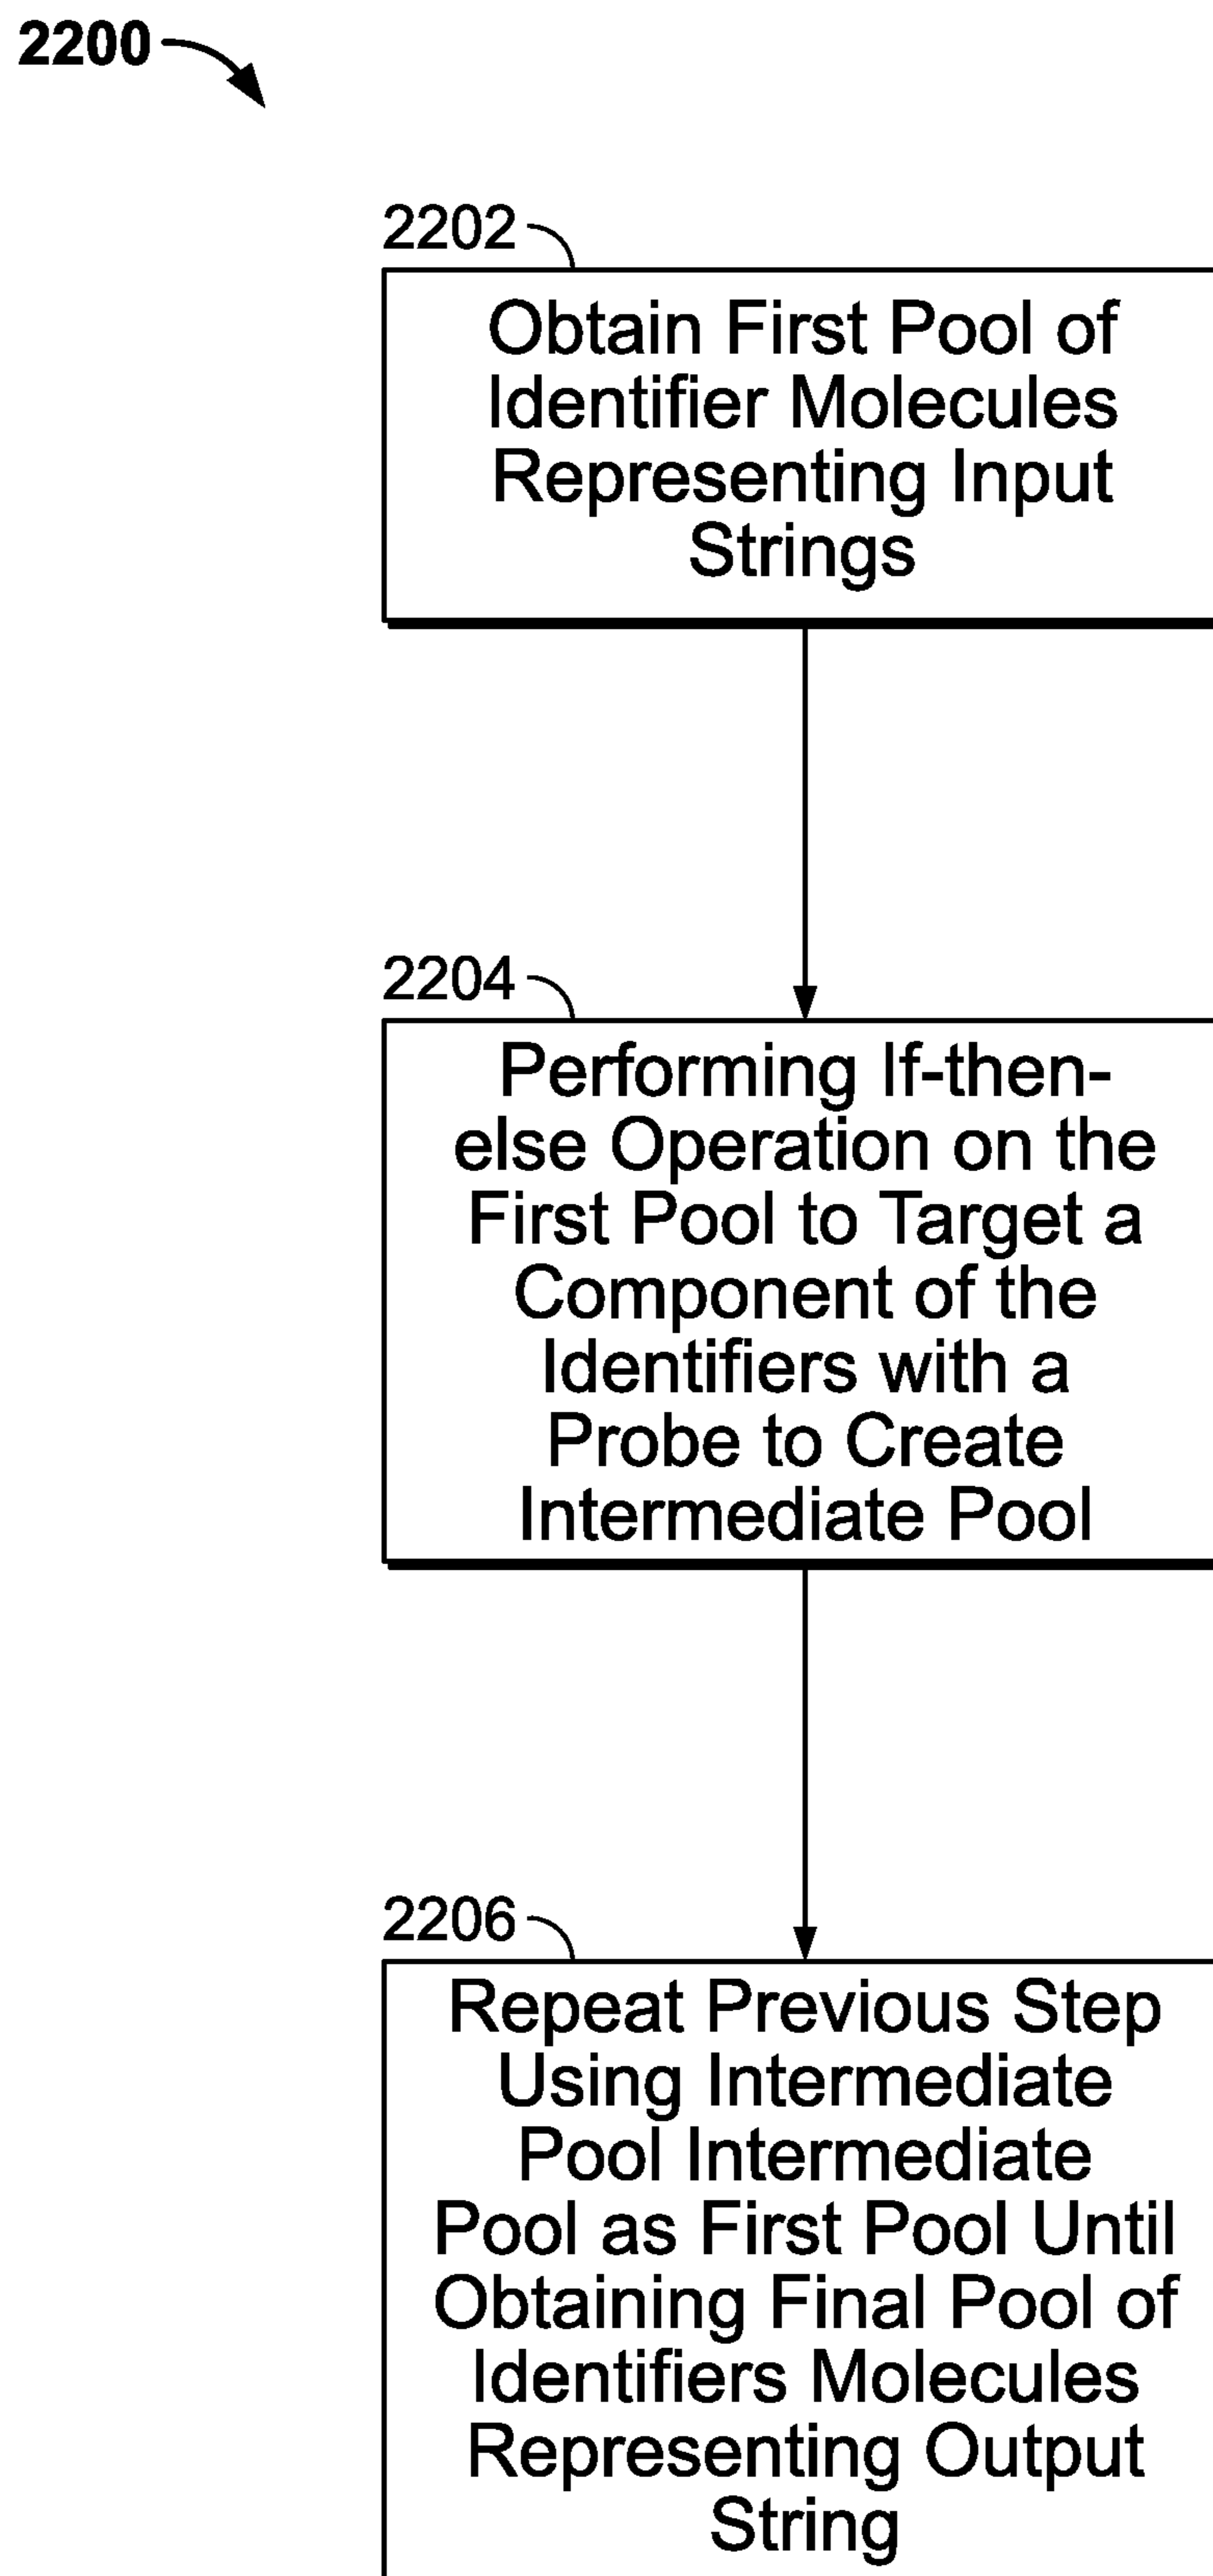 2200
2202
Obtain First Pool of
Identifier Molecules
Representing Input
Strings
2204
Performing If-then-
else Operation on the
First Pool to Target a
Component of the
Identifiers with a
Probe to Create
Intermediate Pool
2206
Repeat Previous Step
Using Intermediate
Pool Intermediate
Pool as First Pool Until
Obtaining Final Pool of
Identifiers Molecules
Representing Output
String